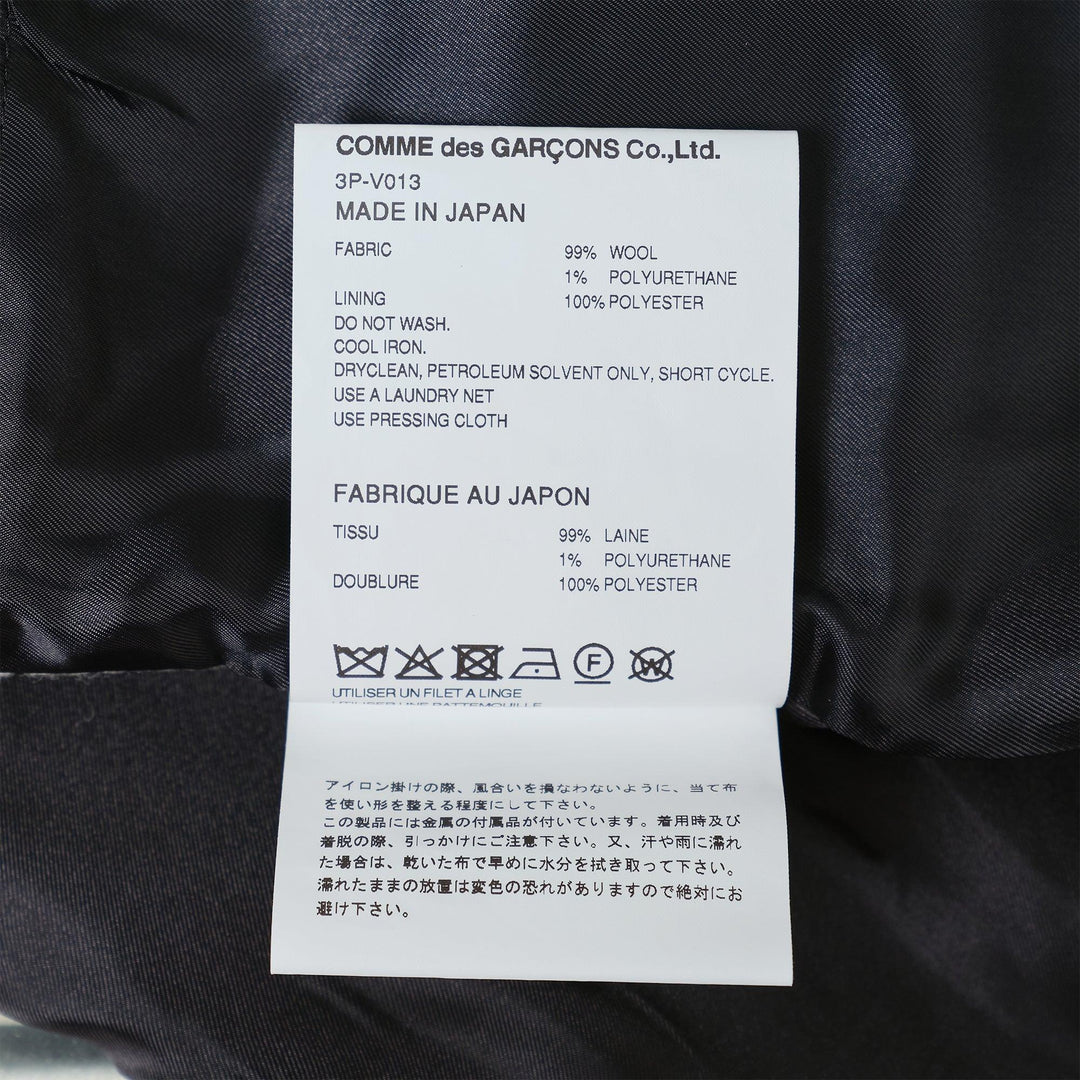 COMME des GARÇONS Co.,Ltd.
3P-V013
MADE IN JAPAN
FABRIC 99% WOOL
1% POLYURETHANE
LINING 100% POLYESTER
DO NOT WASH.
COOL IRON.
DRYCLEAN, PETROLEUM SOLVENT ONLY, SHORT CYCLE.
USE A LAUNDRY NET
USE PRESSING CLOTH
FABRIQUE AU JAPON
TISSU 99% LAINE
1% POLYURETHANE
DOUBLURE 100% POLYESTER
F W
UTILISER UN FILET A LINGE
UTILISER UNE PATTEMOUILLE
アイロン掛けの際、風合いを損なわないように、当て布
を使い形を整える程度にして下さい。
この製品には金属の付属品が付いています。着用時及び
着脱の際、引っかけにご注意下さい。又、汗や雨に濡れ
た場合は、乾いた布で早めに水分を拭き取って下さい。
濡れたままの放置は変色の恐れがありますので絶対にお
避け下さい。